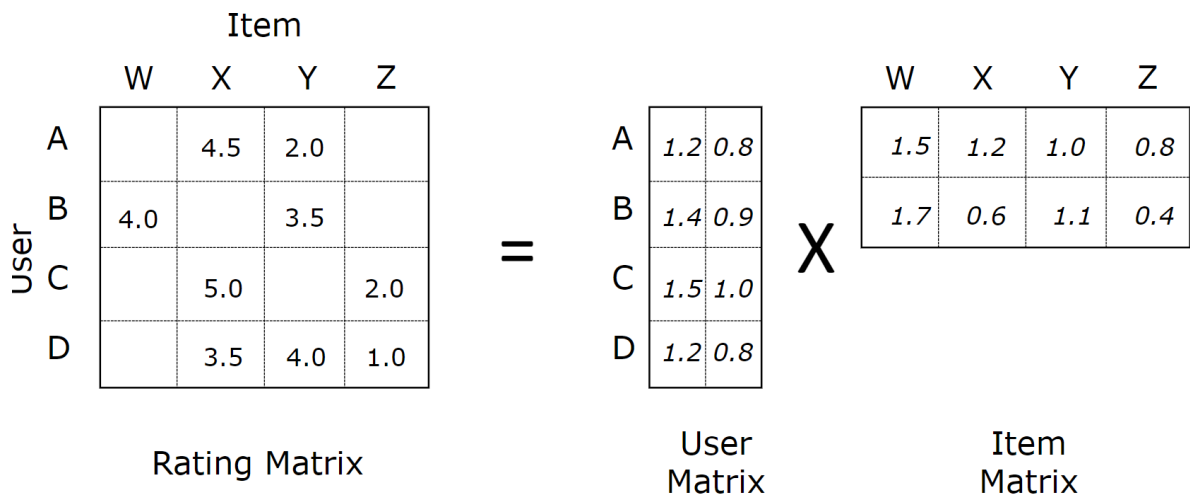 Item
W X Y Z W X Y Z
A 4.5 2.0 A 1.2 0.8 1.5 1.2 1.0 0.8
B 4.0 3.5 B 1.4 0.9 1.7 0.6 1.1 0.4
User
= X
C 5.0 2.0 C 1.5 1.0
D 3.5 4.0 1.0 D 1.2 0.8
Rating Matrix
User
Matrix
Item
Matrix